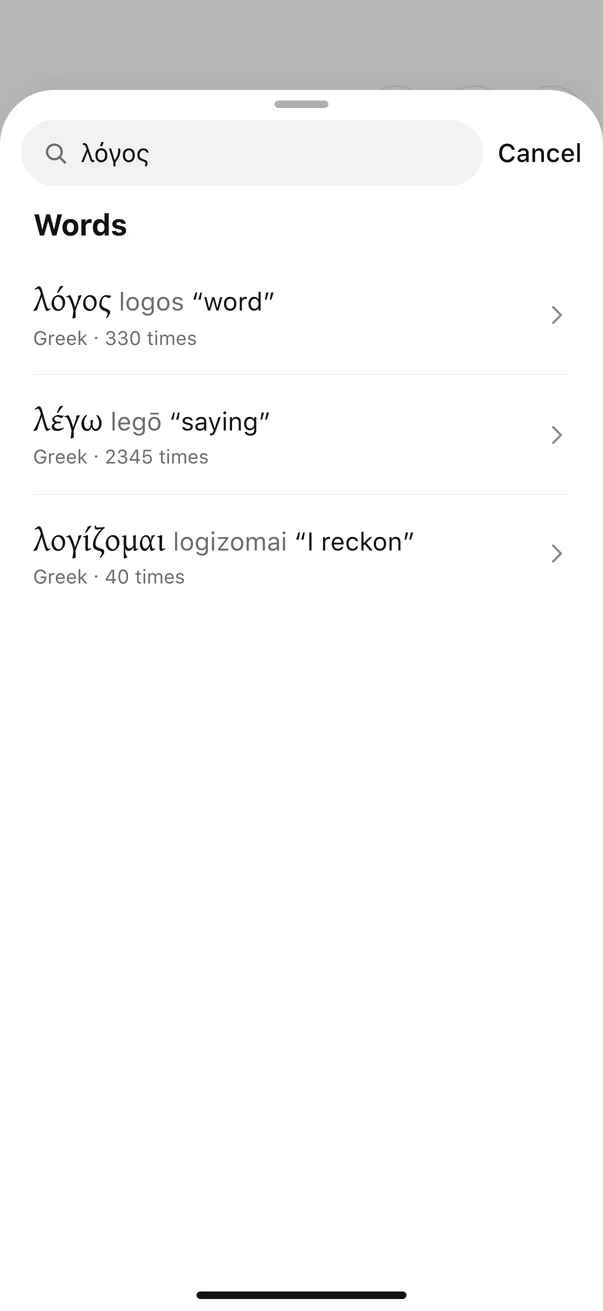 λόγος
Cancel
Words
λόγος logos “word”
Greek · 330 times
λέγω legō “saying”
Greek · 2345 times
λογίζομαι logizomai “I reckon”
Greek · 40 times